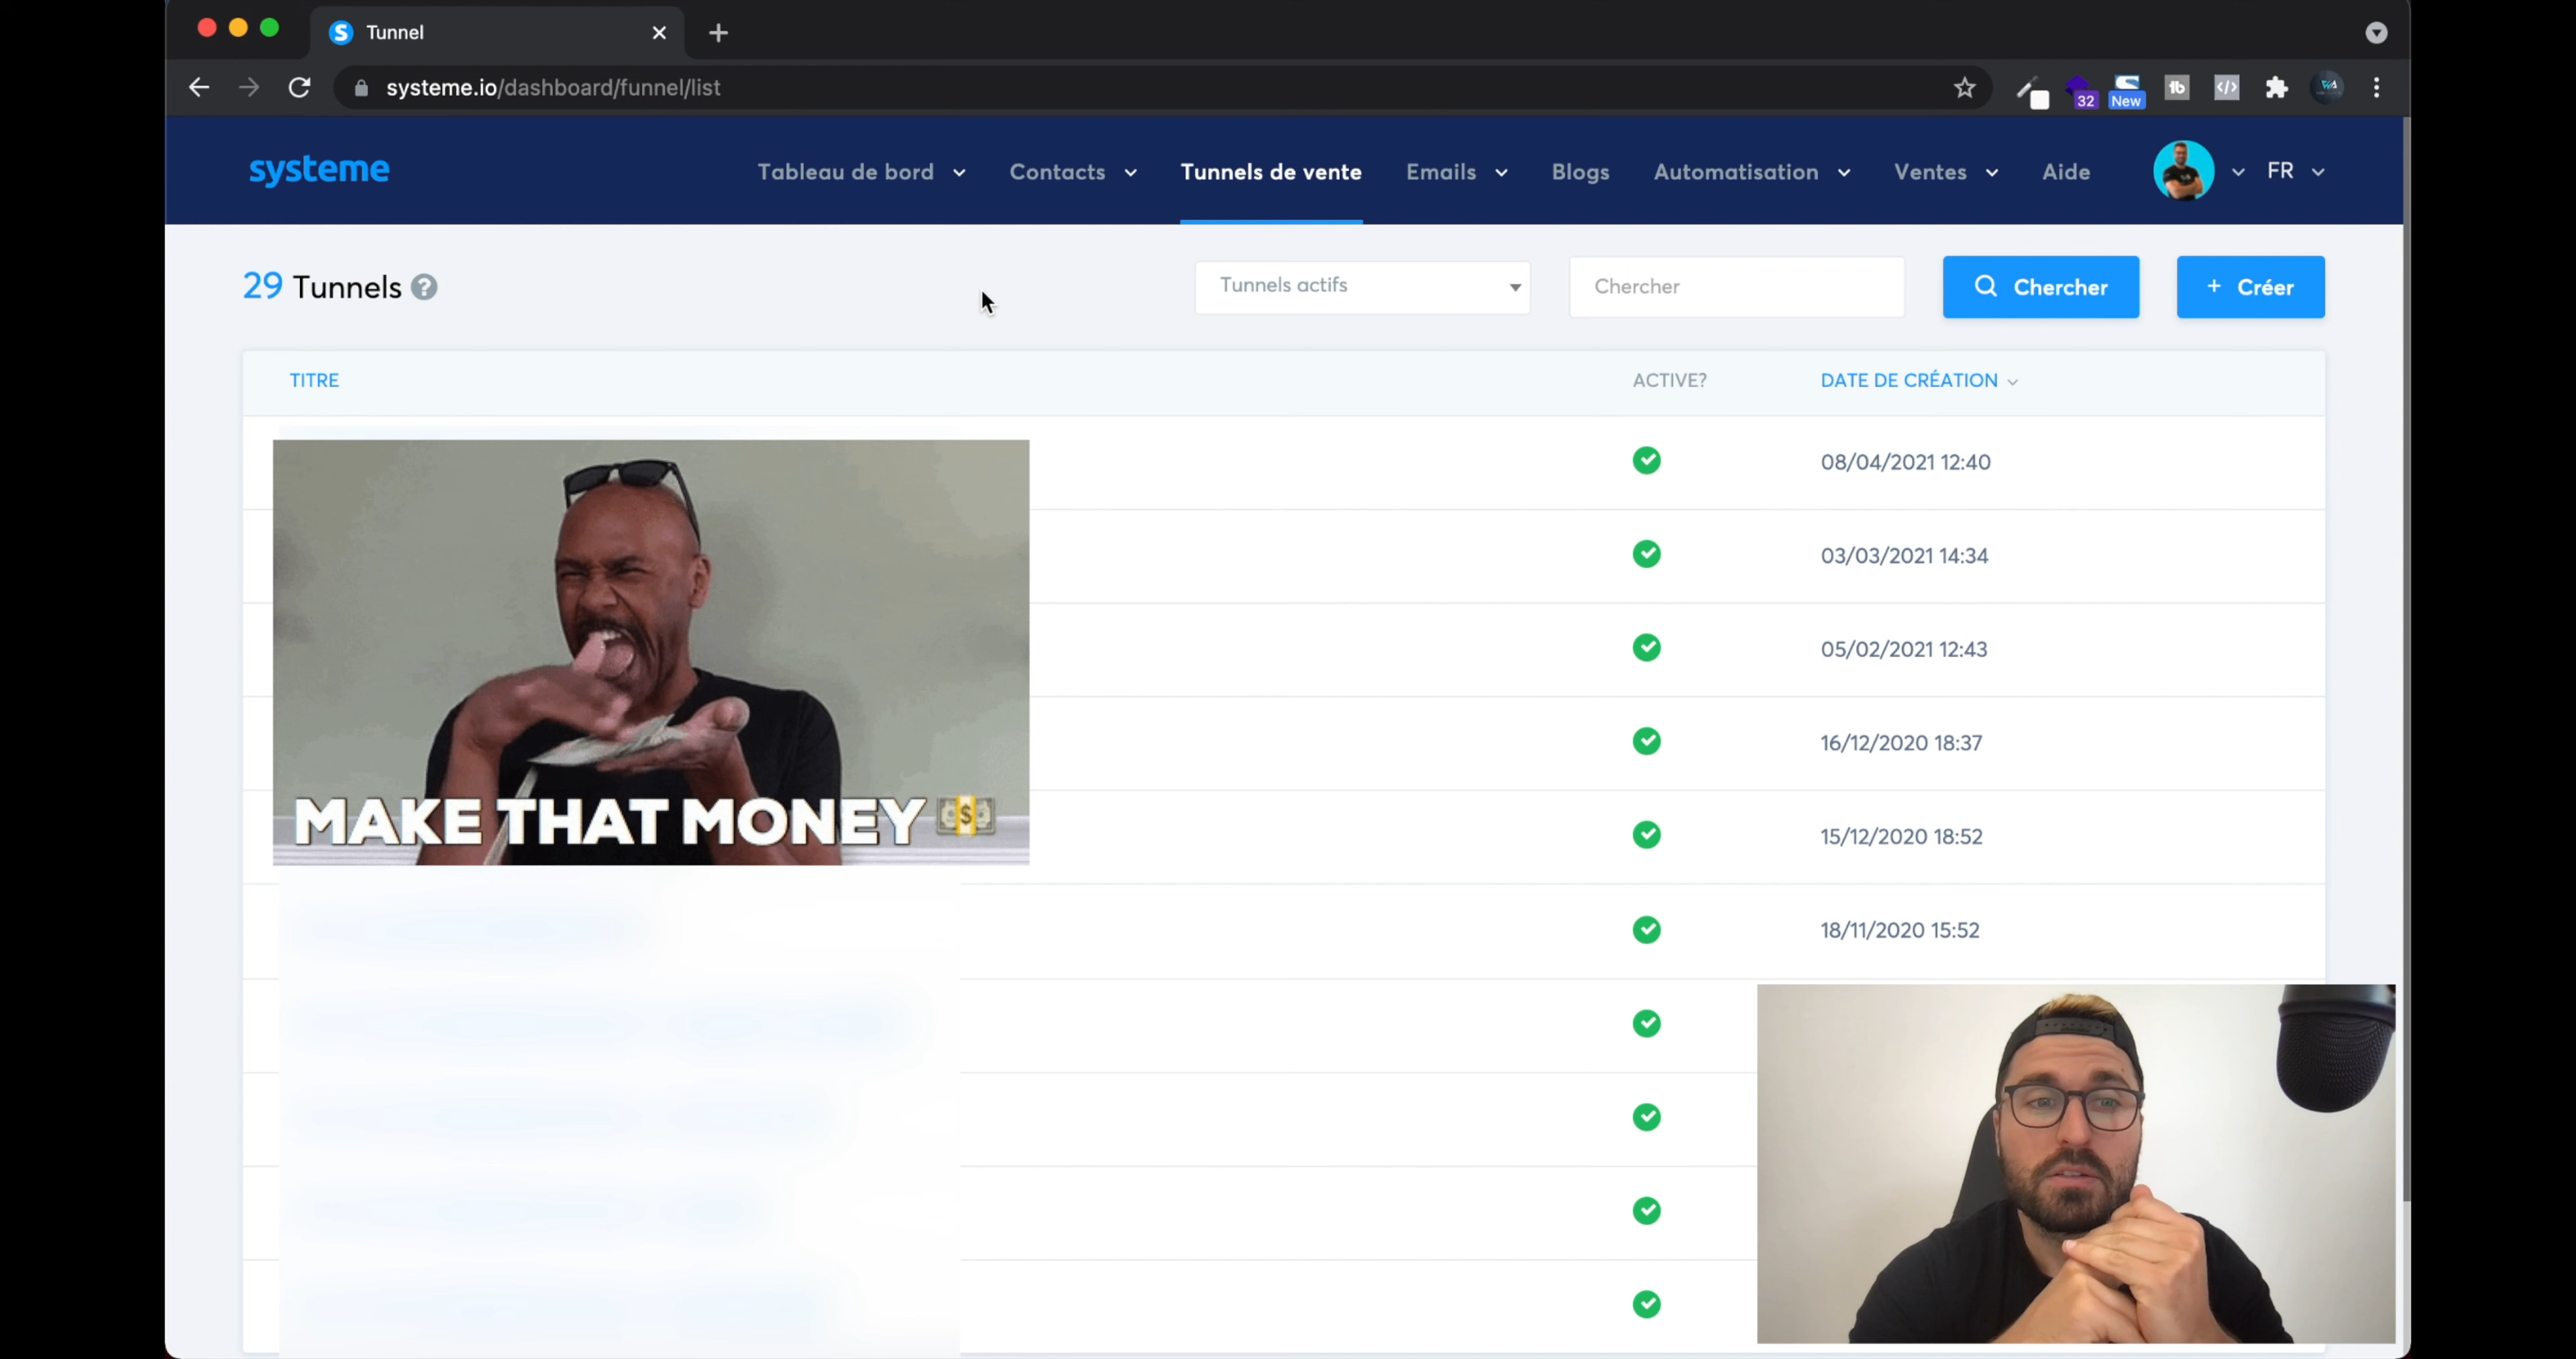 Tunnel
systeme.io/dashboard/funnel/list
32
New
tb
</>
WA
systeme
Tableau de bord
Contacts
Tunnels de vente
Emails
Blogs
Automatisation
Ventes
Aide
FR
29 Tunnels ?
Tunnels actifs
Chercher
Chercher
+ Créer
TITRE
ACTIVE?
DATE DE CRÉATION
08/04/2021 12:40
03/03/2021 14:34
05/02/2021 12:43
16/12/2020 18:37
15/12/2020 18:52
18/11/2020 15:52
MAKE THAT MONEY